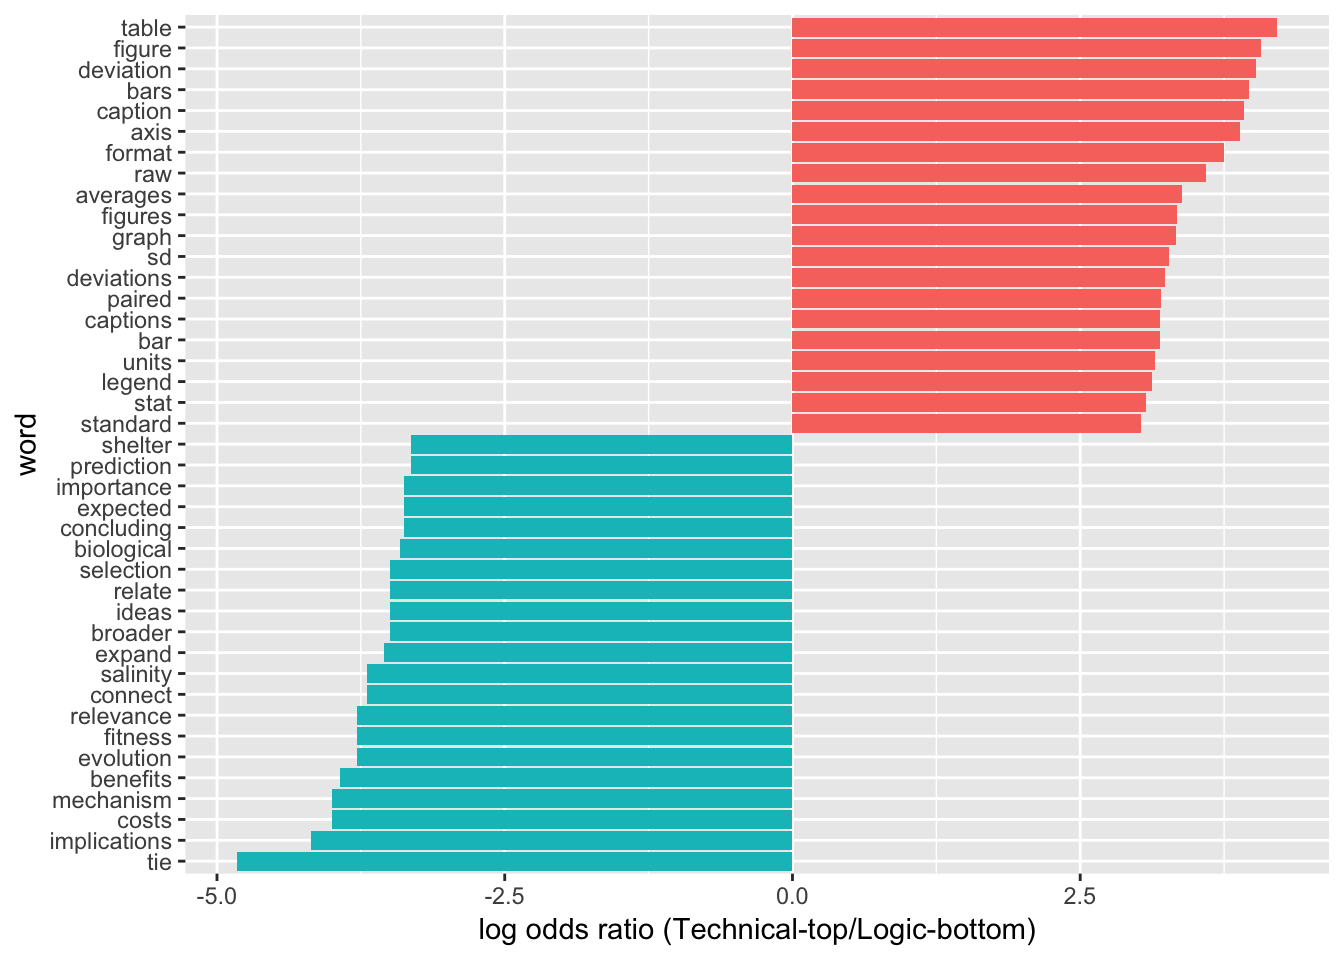 table
figure
deviation
bars
caption
axis
format
raw
averages
figures
graph
sd
deviations
paired
captions
bar
units
legend
stat
standard
shelter
prediction
importance
expected
concluding
biological
selection
relate
ideas
broader
expand
salinity
connect
relevance
fitness
evolution
benefits
mechanism
costs
implications
tie
word
-5.0 -2.5 0.0 2.5
log odds ratio (Technical-top/Logic-bottom)